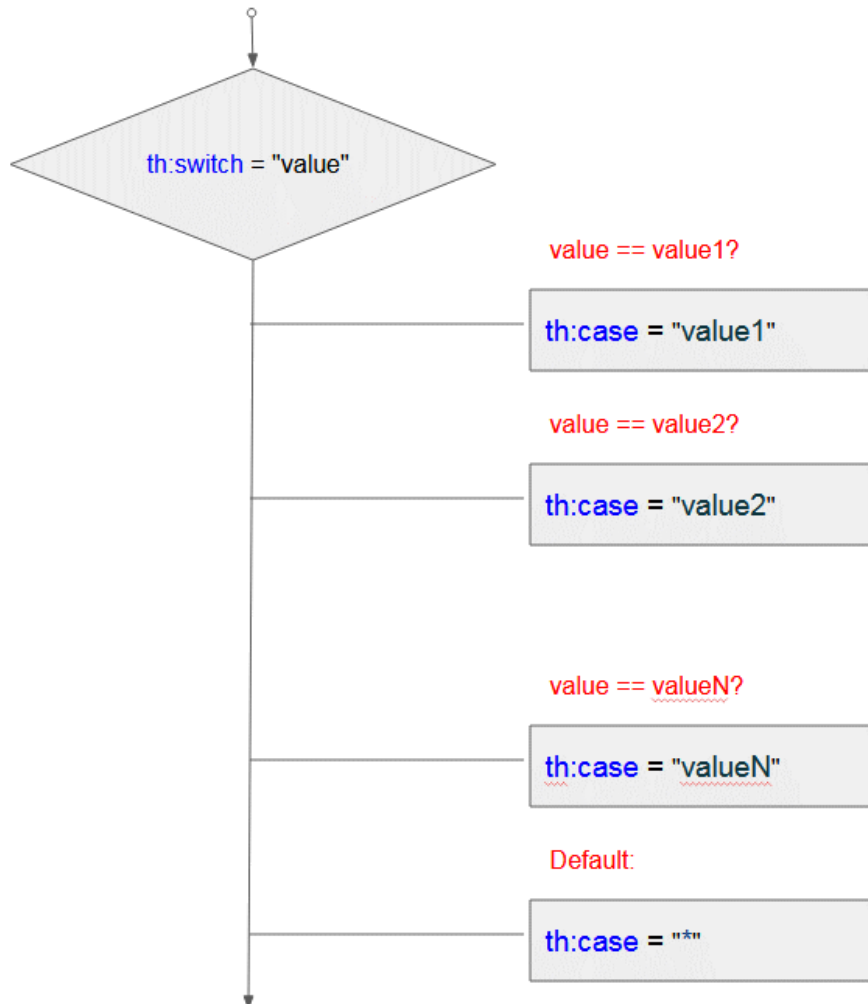 th:switch = "value"
value == value1?
th:case = "value1"
value == value2?
th:case = "value2"
value == valueN?
th:case = "valueN"
Default:
th:case = "*"